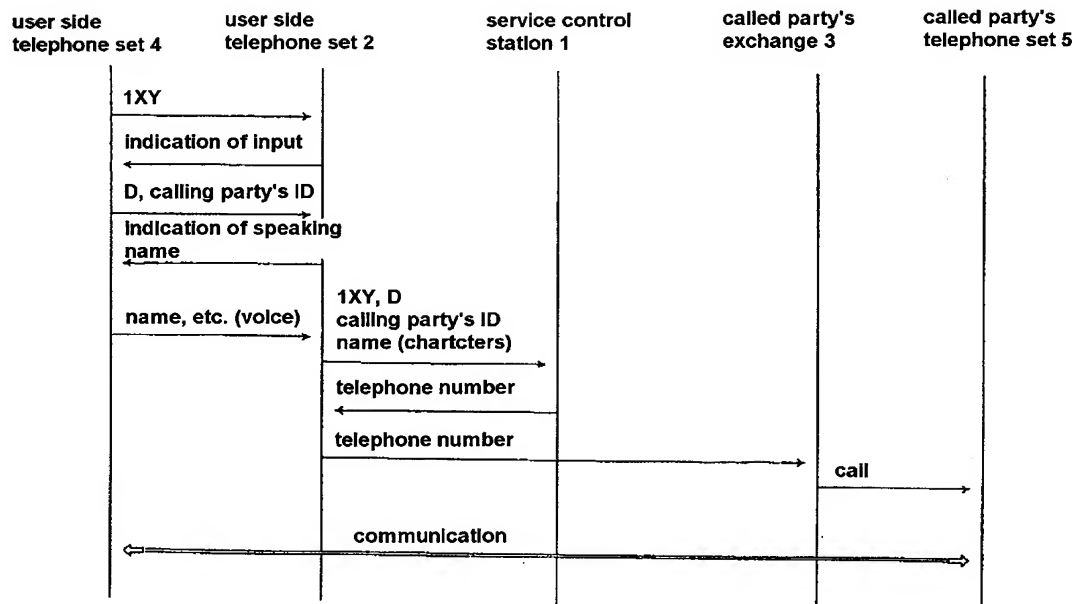 user side
telephone set 4
user side
telephone set 2
service control
station 1
called party's
exchange 3
called party's
telephone set 5
1XY
indication of input
D, calling party's ID
indication of speaking
name
name, etc. (voice)
1XY, D
calling party's ID
name (chartcters)
telephone number
telephone number
call
communication